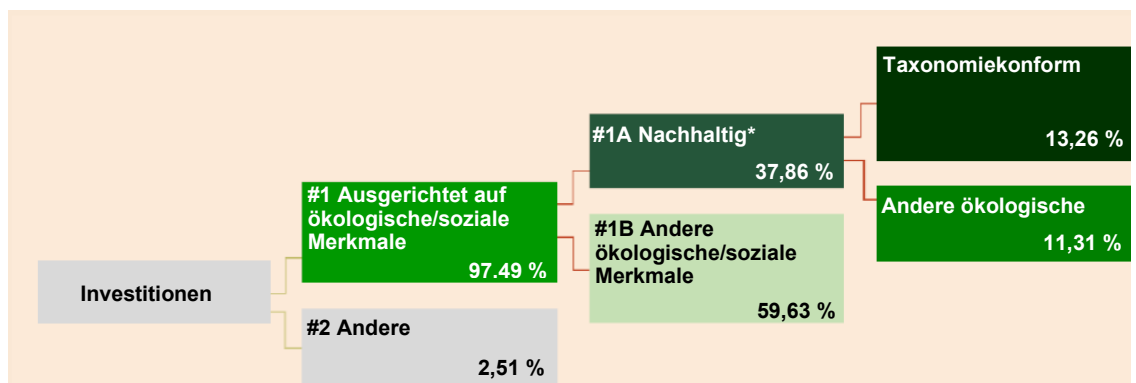 Investitionen
#1 Ausgerichtet auf
ökologische/soziale
Merkmale
97.49 %
#2 Andere
2,51 %
#1A Nachhaltig*
37,86 %
#1B Andere
ökologische/soziale
Merkmale
59,63 %
Taxonomiekonform
13,26 %
Andere ökologische
11,31 %